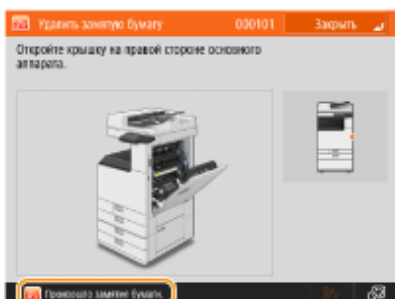 Удалить замятую бумагу 000101 Закрыть
Откройте крышку на правой стороне основного
аппарата.
Произошло замятие бумаги.